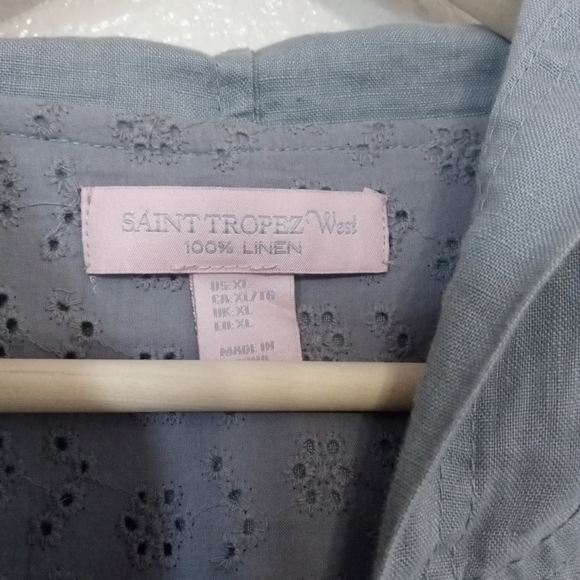 SAINT TROPEZ West
100% LINEN
US:XL
CA:XL/TG
UK:XL
EU:XL
MADE IN